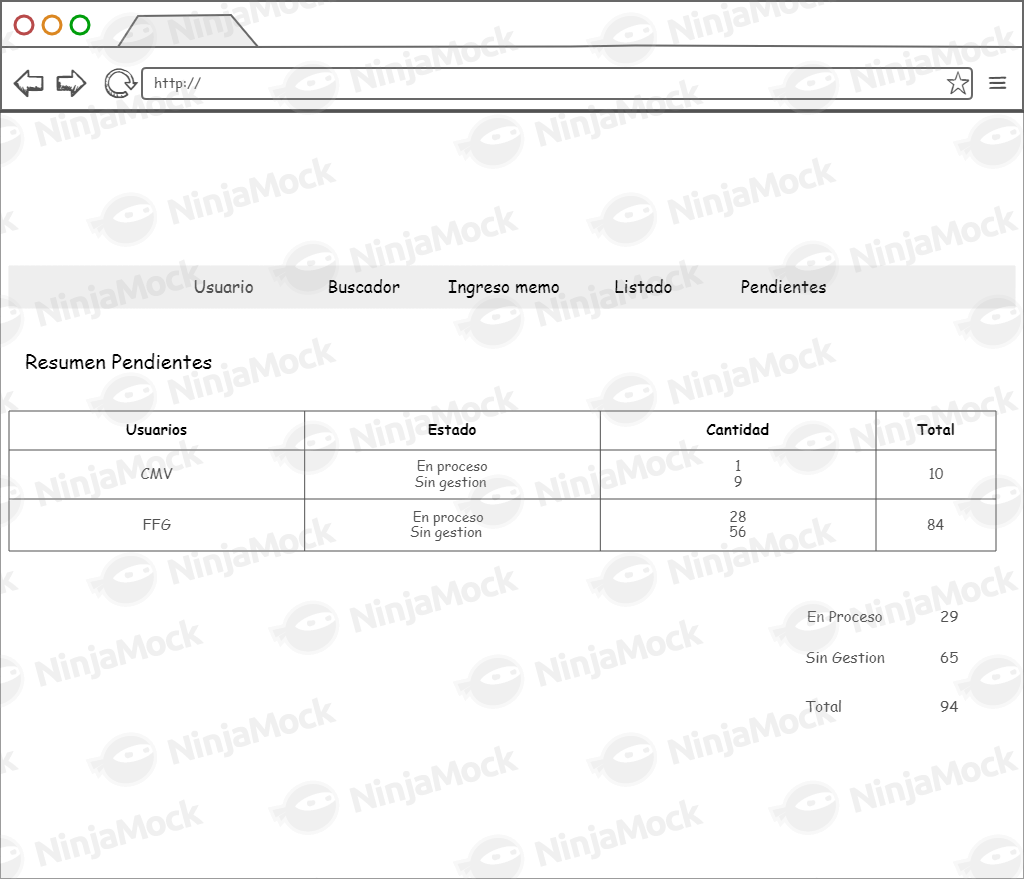 http://
Usuario Buscador Ingreso memo Listado Pendientes
Resumen Pendientes
Usuarios Estado Cantidad Total
CMV En proceso 1 10
Sin gestion 9
FFG En proceso 28 84
Sin gestion 56
En Proceso 29
Sin Gestion 65
Total 94
NinjaMock